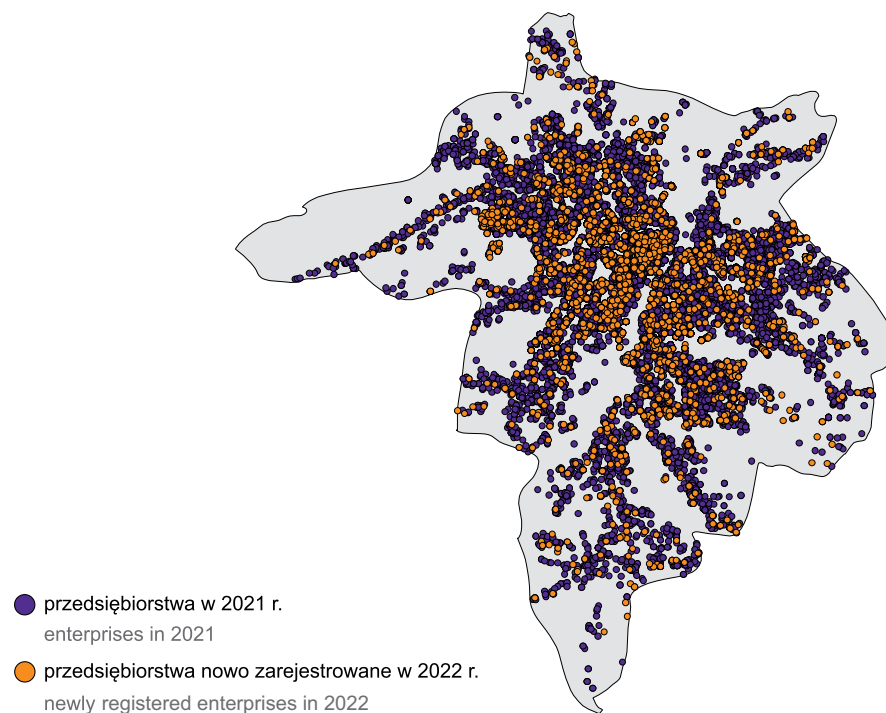 przedsiębiorstwa w 2021 r.
enterprises in 2021
przedsiębiorstwa nowo zarejestrowane w 2022 r.
newly registered enterprises in 2022